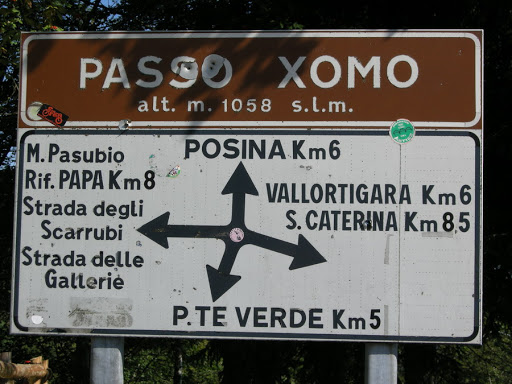 PASSO XOMO
alt. m. 1058 s.l.m.
M. Pasubio
Rif. PAPA Km 8
Strada degli
Scarrubi
Strada delle
Gallerie
POSINA Km 6
VALLORTIGARA Km 6
S. CATERINA Km 8,5
P.TE VERDE Km 5